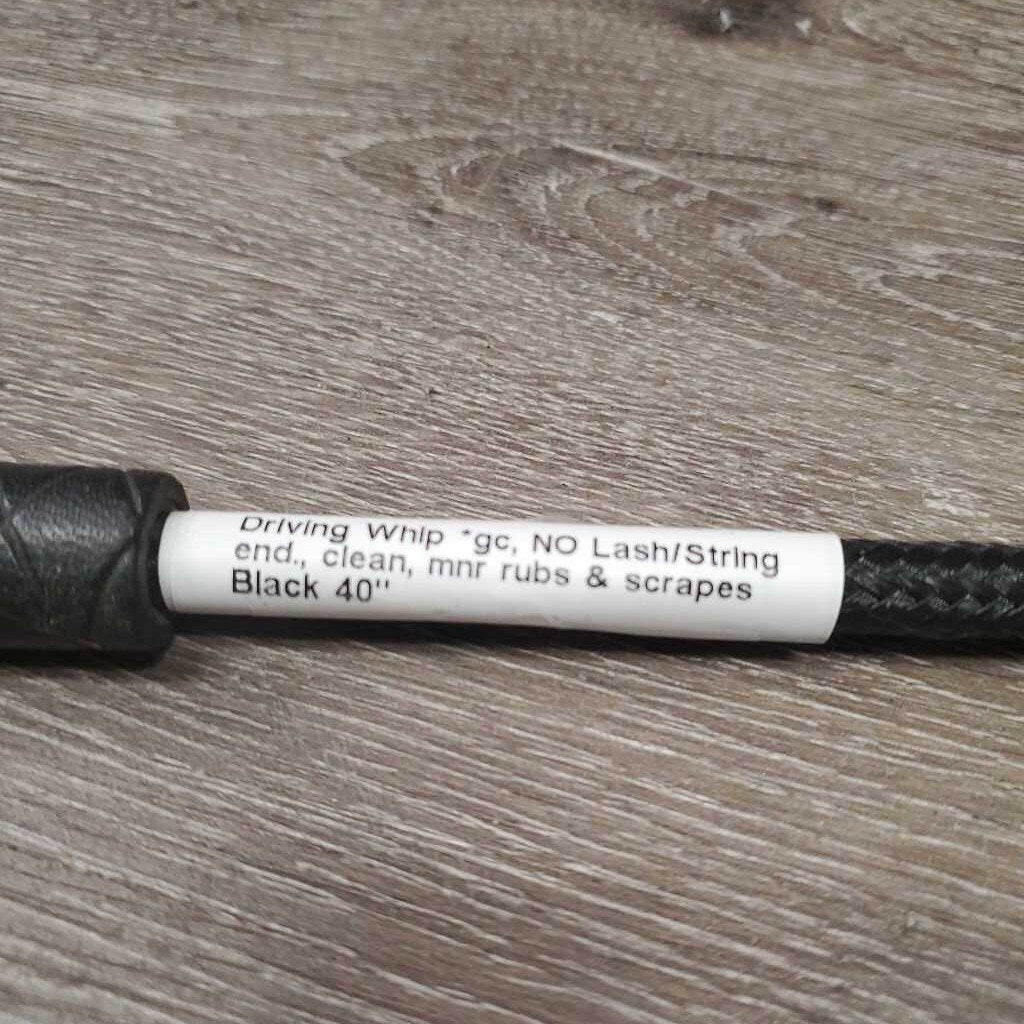 Driving Whip *gc, NO Lash/String
end., clean, mnr rubs & scrapes
Black 40"